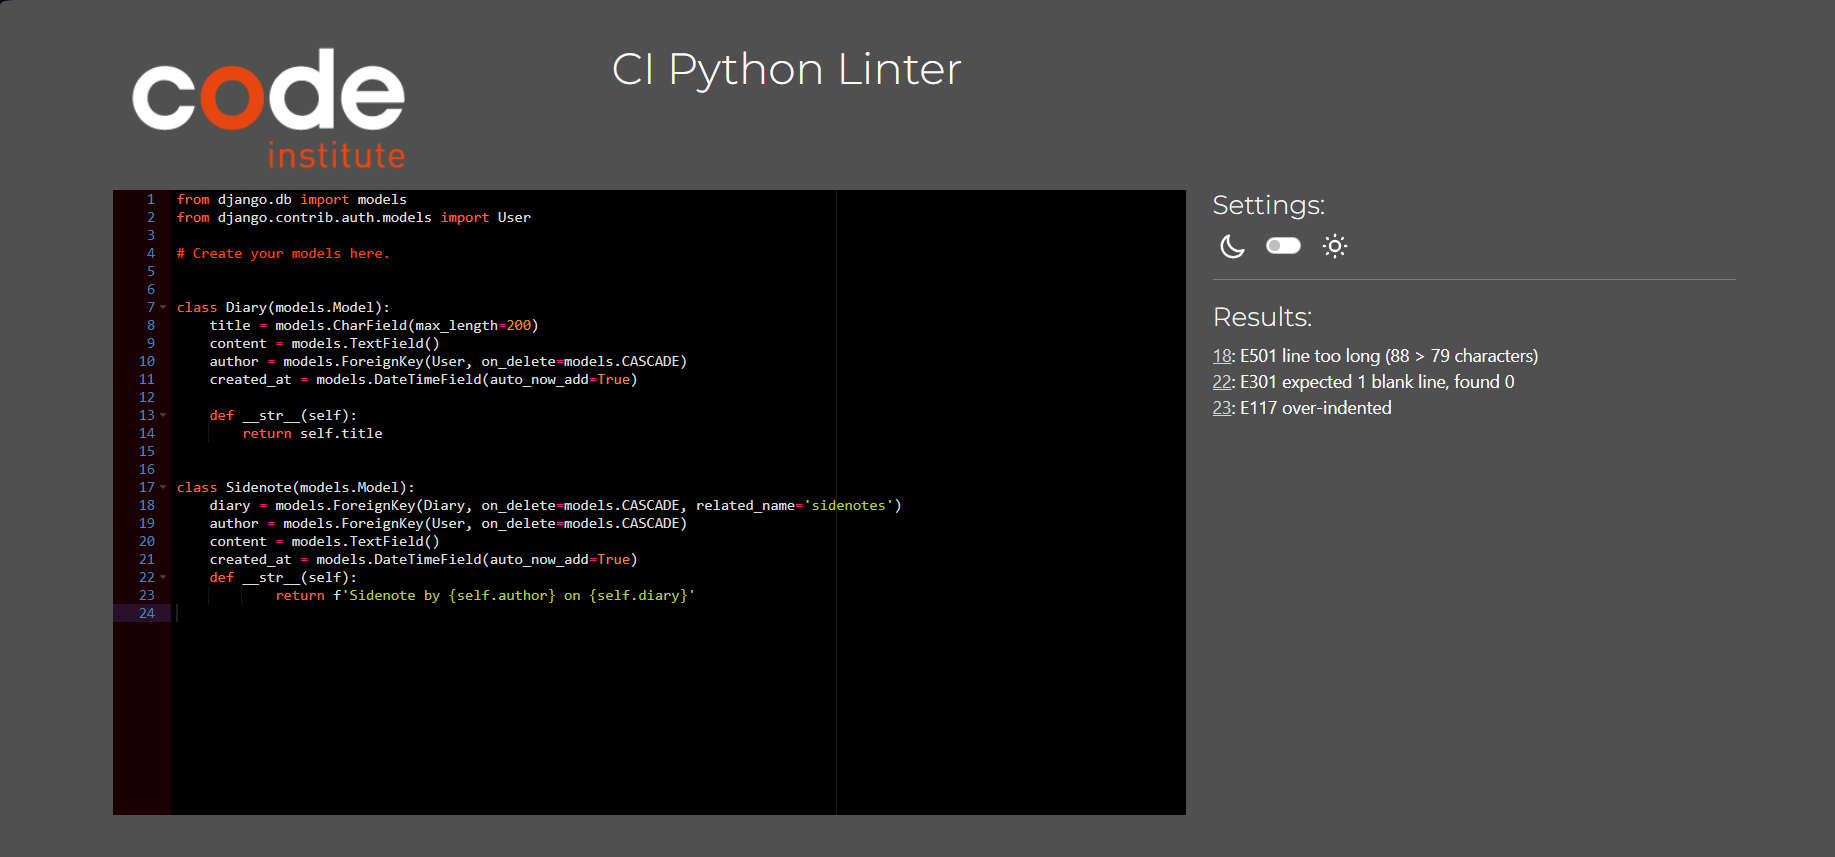 code
institute
CI Python Linter
1 from django.db import models
2 from django.contrib.auth.models import User
3
4 # Create your models here.
5
6
7 class Diary(models.Model):
8     title = models.CharField(max_length=200)
9     content = models.TextField()
10     author = models.ForeignKey(User, on_delete=models.CASCADE)
11     created_at = models.DateTimeField(auto_now_add=True)
12
13     def __str__(self):
14         return self.title
15
16
17 class Sidenote(models.Model):
18     diary = models.ForeignKey(Diary, on_delete=models.CASCADE, related_name='sidenotes')
19     author = models.ForeignKey(User, on_delete=models.CASCADE)
20     content = models.TextField()
21     created_at = models.DateTimeField(auto_now_add=True)
22     def __str__(self):
23             return f'Sidenote by {self.author} on {self.diary}'
24
Settings:
Results:
18: E501 line too long (88 > 79 characters)
22: E301 expected 1 blank line, found 0
23: E117 over-indented